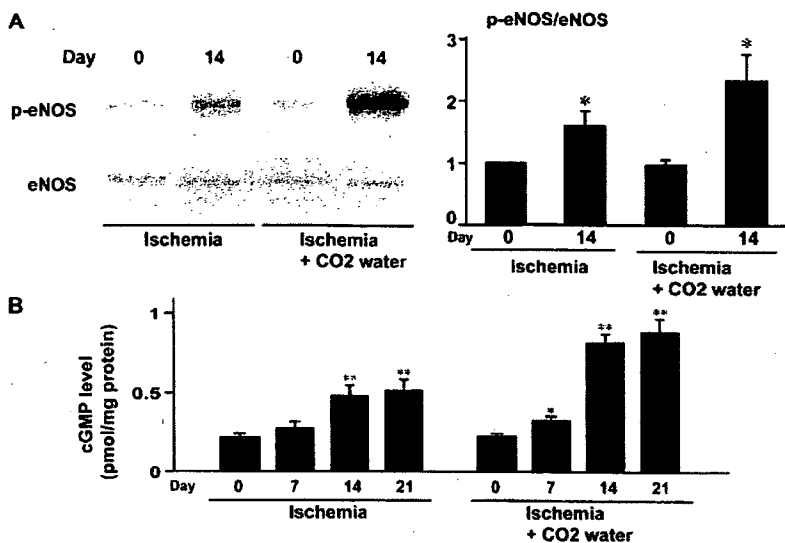 A
Day 0 14 0 14
p-eNOS
eNOS
Ischemia
Ischemia
+ CO2 water
p-eNOS/eNOS
3
2
1
0
*
*
Day 0 14 0 14
Ischemia
Ischemia
+ CO2 water
B
cGMP level
(pmol/mg protein)
1
0.5
0
** ** * ** **
Day 0 7 14 21 0 7 14 21
Ischemia
Ischemia
+ CO2 water